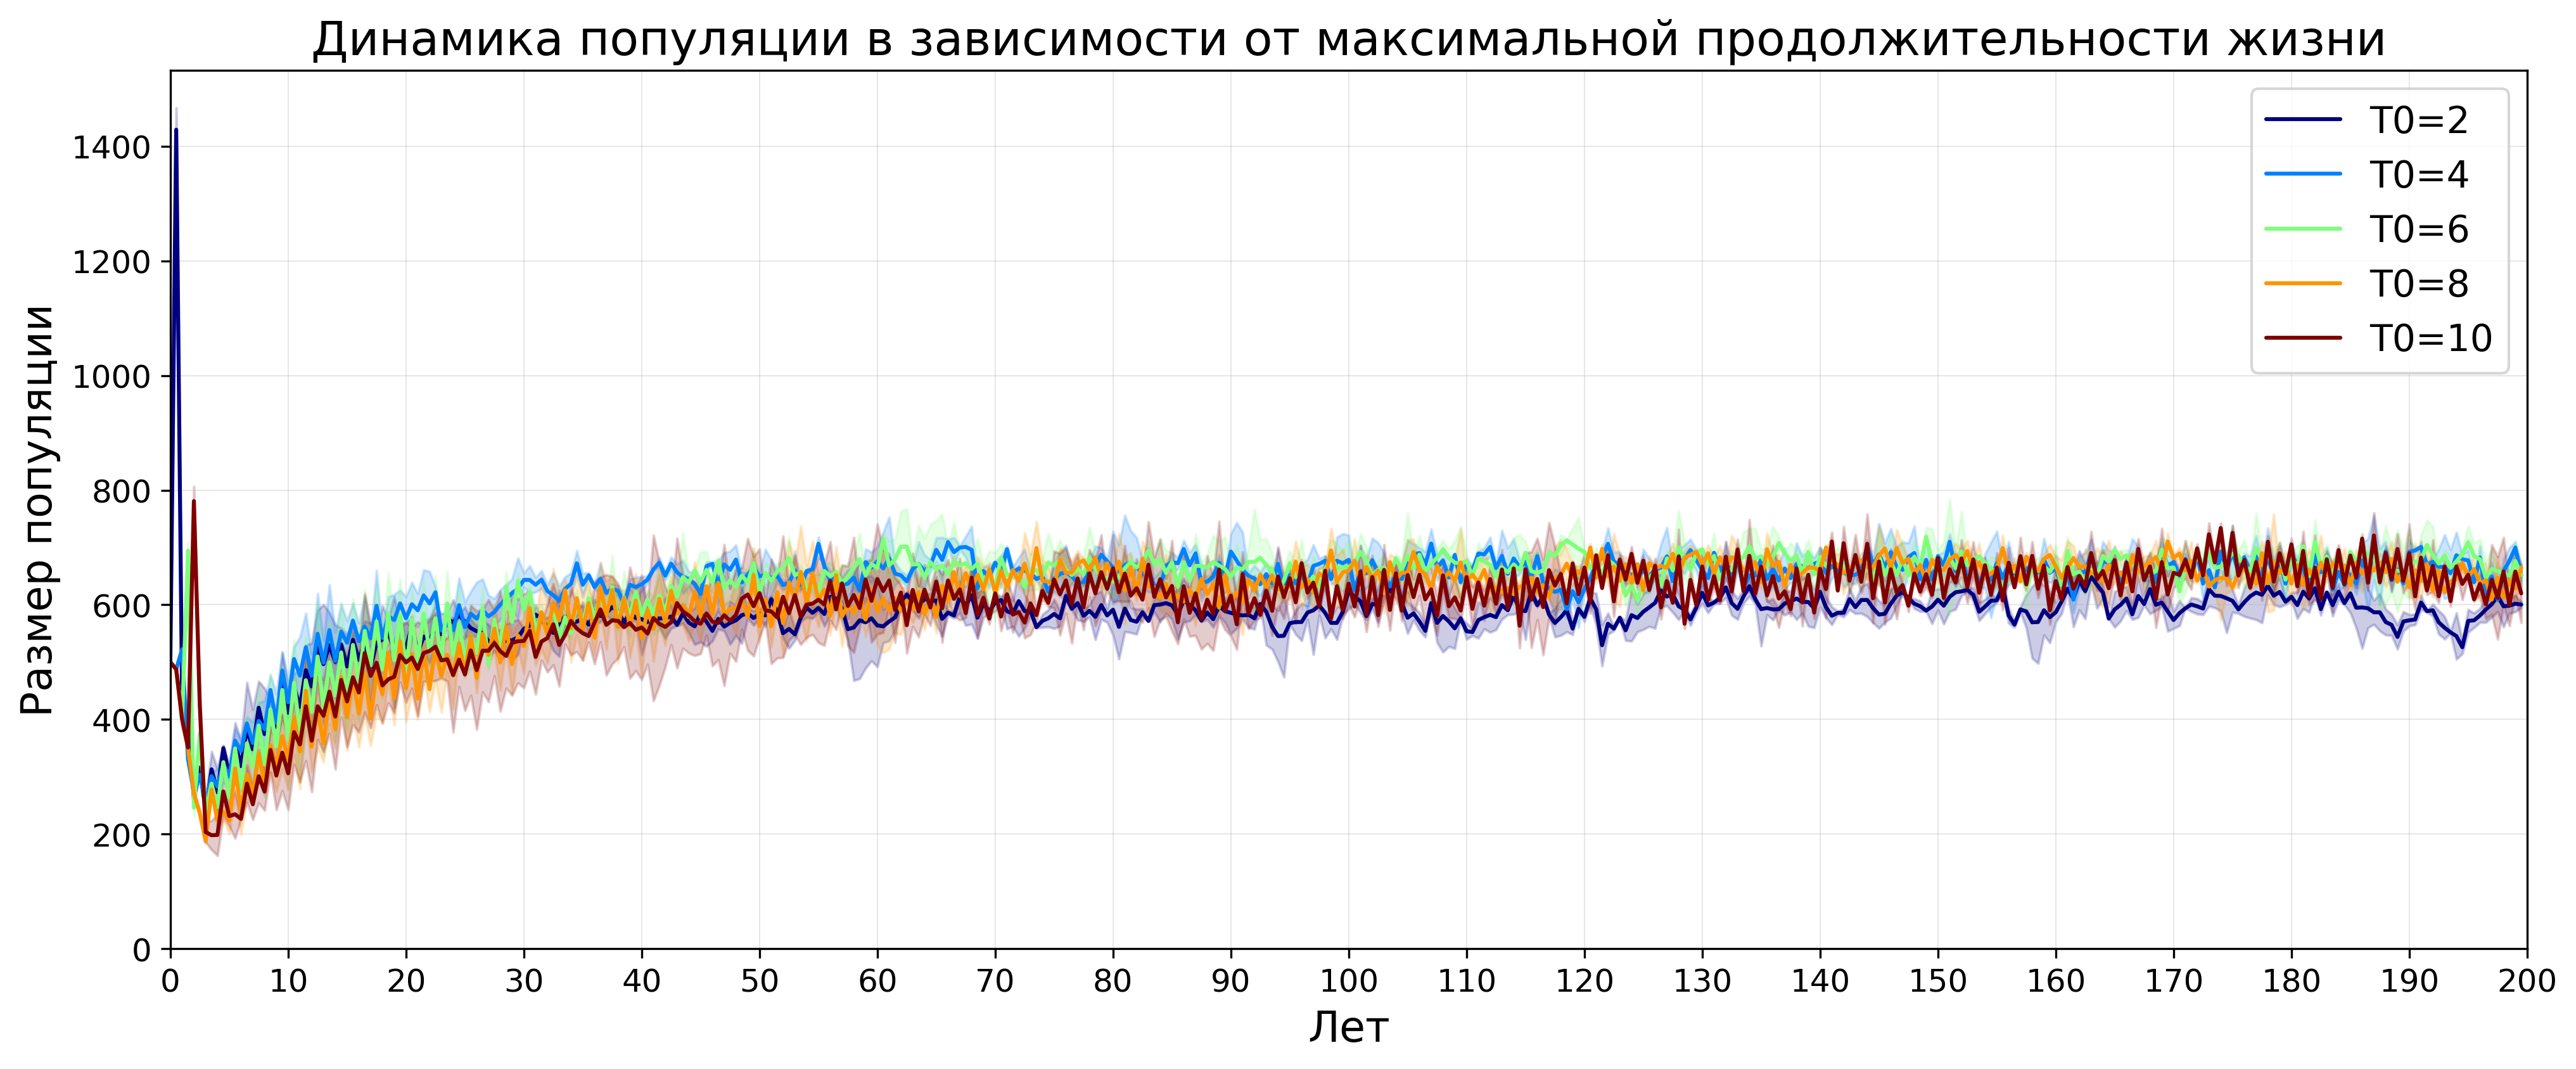 Динамика популяции в зависимости от максимальной продолжительности жизни
Размер популяции
1400
1200
1000
800
600
400
200
0
T0=2
T0=4
T0=6
T0=8
T0=10
0 10 20 30 40 50 60 70 80 90 100 110 120 130 140 150 160 170 180 190 200
Лет